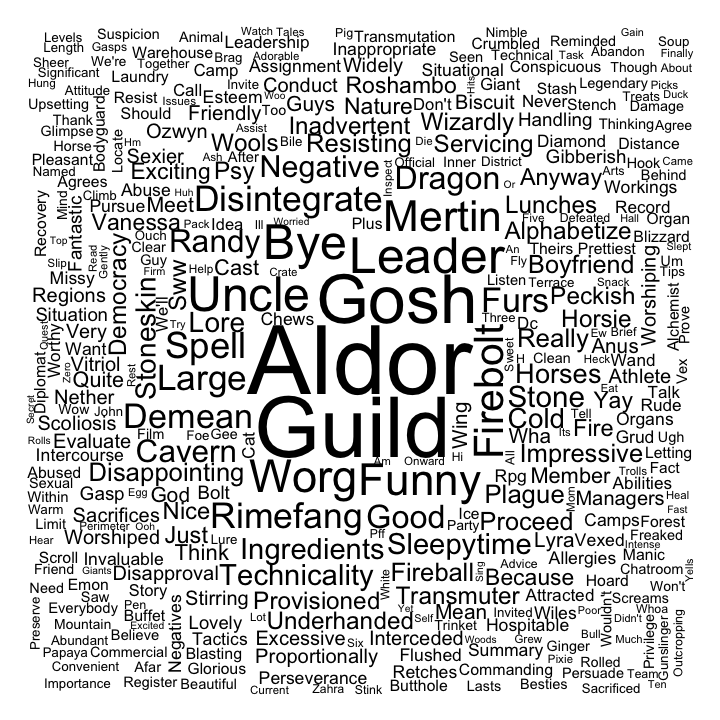 Levels Suspicion Animal Watch Tales Pig Transmutation Nimble Gain
Length Gasps Warehouse Brag Leadership Inappropriate Crumbled Reminded Soup
Sheer We're Together Adorable Seen Technical Task Abandon Finally
Significant Camp Assignment Widely Situational Conspicuous Though About
Hung Attitude Laundry Call Invite Conduct Roshambo Hits Giant Stash Legendary Picks
Upsetting Bodyguard Resist Issues Esteem Woo Guys Nature Don't Biscuit Never Stench Treats Duck Damage
Thank Should Friendly Too Inadvertent Wizardly Handling Thinking Agree
Glimpse Locate Hm Ozwyn Assist Wools Bile Resisting Die Servicing Diamond Distance
Horse Sexier Ash After Official Inner District Gibberish Hook Came
Pleasant Exciting Psy Negative Inspect Dragon Or Anyway Arts Behind
Named Agrees Abuse Huh Disintegrate Workings
Recovery Mind Climb Pursue Meet Mertin Lunches Record
Fantastic Vanessa Pack Idea Ill Worried Plus Five Defeated Hall Organ
Top Read Gently Ouch Randy Bye Leader An Alphabetize Blizzard
Slip Clear Theirs Prettiest Slept
Missy Democracy Guy Firm Sww Help Cast Crate Fly Boyfriend Worshiping Um Tips
Regions Well Uncle Gosh Listen Terrace Snack Alchemist
Situation Stoneskin Furs Peckish Prove
Quest Worthy Very Try Lore Chews Three Dc Horsie
Diplomat Want Spell Aldor Firebolt Sweet Really Ew Brief Anus
Zero Vitriol Rest Large H Clean Heck Wand Vex
Quite Horses Athlete
Secret Nether Stone Eat Yay Talk
Wow John Demean Guild Wing Cold Tell Rude
Scoliosis Film Foe Gee Cat Wha Its Fire Organs
Rolls Evaluate Cavern Hi All Grud Ugh
Intercourse Am Onward Impressive Letting
Abused Disappointing Worg Funny Rpg Member Trolls Fact
Sexual Gasp Egg God Bolt Plague Mom Abilities
Within Managers Heal
Warm Sacrifices Nice Rimefang Good Ice Party Proceed Camps Forest Fast
Limit Perimeter Ooh
Hear Worshiped Just Lure Pff Sleepytime Lyra Vexed Freaked Intense
Scroll Invaluable Think Ingredients Allergies Manic
Friend Giants Disapproval Technicality White Fireball Sing Advice Because Chatroom Yells
Need Emon Story Hoard Won't
Preserve Saw Pen Stirring Provisioned Transmuter Attracted Wouldn't Screams
Everybody Buffet Negatives Lovely Lot Underhanded Yet Self Mean Invited Wiles Poor Whoa
Mountain Excited Trinket Hospitable Didn't Privilege Gunslinger Outcropping
Abundant Believe Tactics Excessive Six Interceded Woods Grew Bull Much
Papaya Commercial Blasting Proportionally Flushed Summary Ginger
Convenient Afar Glorious Retches Commanding Pixie Rolled Persuade Team
Importance Register Beautiful Perseverance Butthole Lasts Besties Sacrificed Ten
Current Zahra Stink